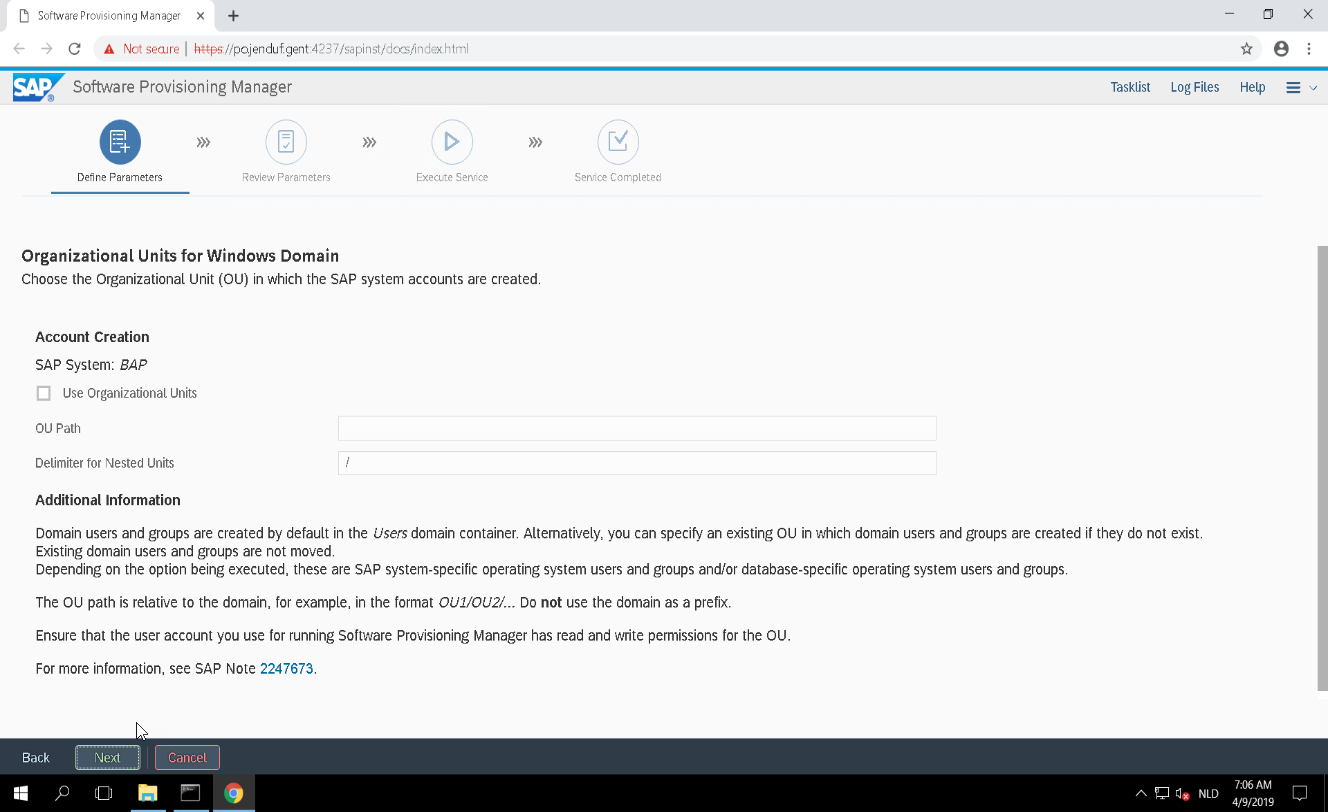 Software Provisioning Manager
Not secure
https://pojenduf.gent:4237/sapinst/docs/index.html
SAP
Software Provisioning Manager
Tasklist
Log Files
Help
Define Parameters
Review Parameters
Execute Service
Service Completed
Organizational Units for Windows Domain
Choose the Organizational Unit (OU) in which the SAP system accounts are created.
Account Creation
SAP System: BAP
Use Organizational Units
OU Path
Delimiter for Nested Units
/
Additional Information
Domain users and groups are created by default in the Users domain container. Alternatively, you can specify an existing OU in which domain users and groups are created if they do not exist.
Existing domain users and groups are not moved.
Depending on the option being executed, these are SAP system-specific operating system users and groups and/or database-specific operating system users and groups.
The OU path is relative to the domain, for example, in the format OU1/OU2/... Do not use the domain as a prefix.
Ensure that the user account you use for running Software Provisioning Manager has read and write permissions for the OU.
For more information, see SAP Note 2247673.
Back
Next
Cancel
NLD
7:06 AM
4/9/2019